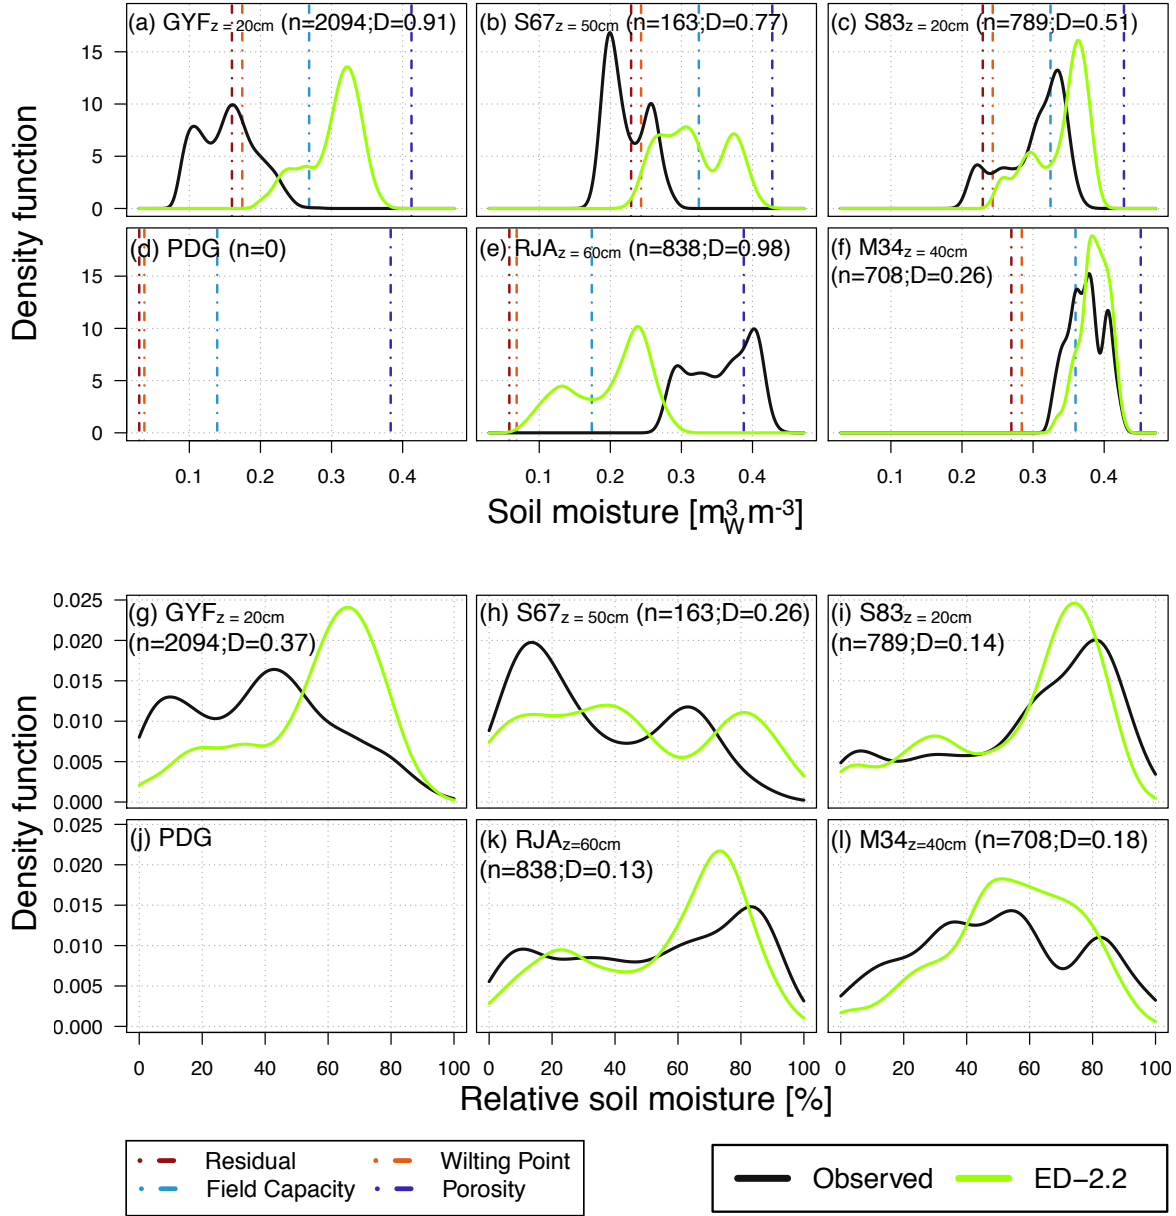 (a) GYFz = 20cm (n=2094;D=0.91)
(b) S67z = 50cm (n=163;D=0.77)
(c) S83z = 20cm (n=789;D=0.51)
15
10
5
0
Density function
(d) PDG (n=0)
(e) RJAz = 60cm (n=838;D=0.98)
(f) M34z = 40cm
(n=708;D=0.26)
15
10
5
0
0.1 0.2 0.3 0.4
0.1 0.2 0.3 0.4
0.1 0.2 0.3 0.4
Soil moisture [m³W m⁻³]
(g) GYFz = 20cm
(n=2094;D=0.37)
(h) S67z = 50cm (n=163;D=0.26)
(i) S83z = 20cm
(n=789;D=0.14)
0.025
0.020
0.015
0.010
0.005
0.000
Density function
(j) PDG
(k) RJAz=60cm
(n=838;D=0.13)
(l) M34z=40cm (n=708;D=0.18)
0.025
0.020
0.015
0.010
0.005
0.000
0 20 40 60 80 100
0 20 40 60 80 100
0 20 40 60 80 100
Relative soil moisture [%]
Residual
Wilting Point
Field Capacity
Porosity
Observed
ED−2.2